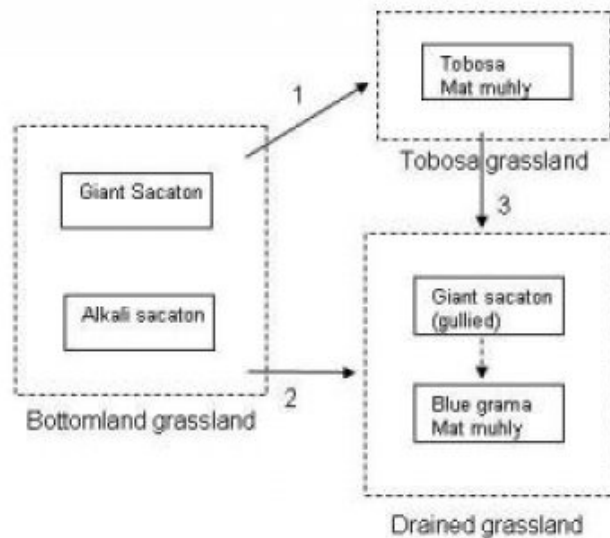 Tobosa
Mat muhly
1
Tobosa grassland
Giant Sacaton
3
Alkali sacaton
Giant sacaton
(gullied)
2
Bottomland grassland
Blue grama
Mat muhly
Drained grassland